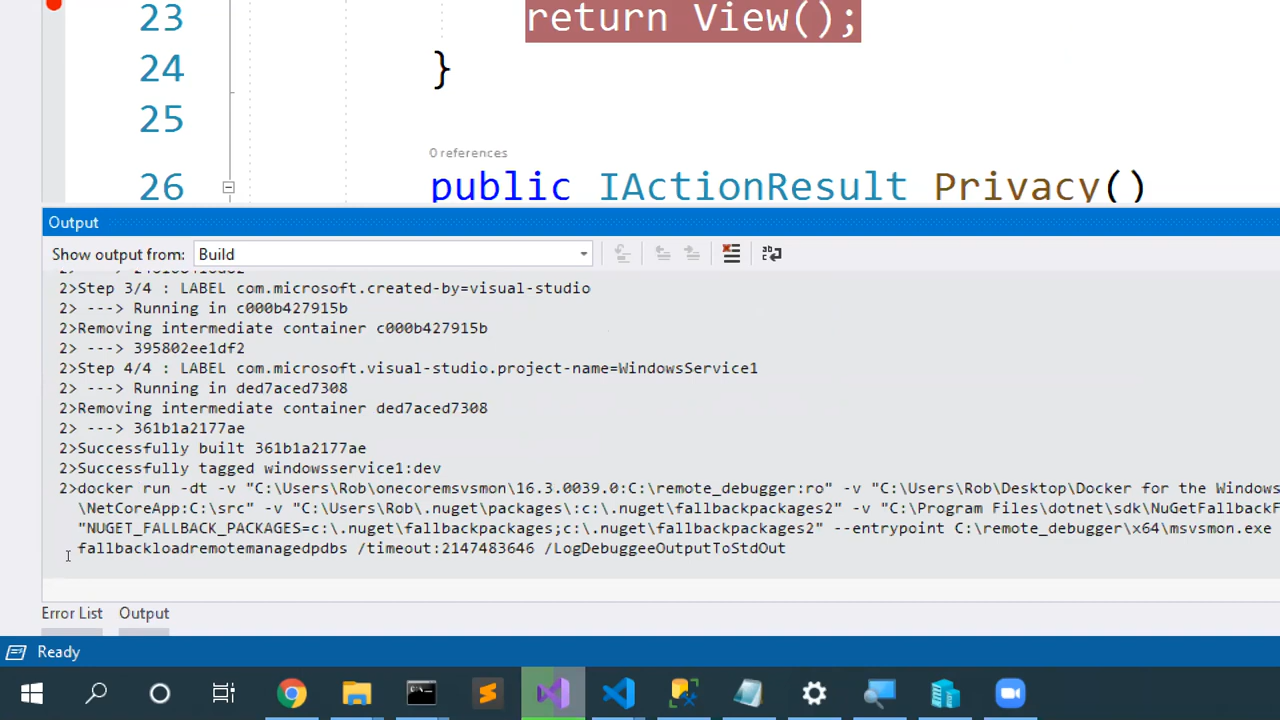 23
return View();
24
}
25
0 references
26
public IActionResult Privacy()
Output
Show output from:
Build
2>Step 3/4 : LABEL com.microsoft.created-by=visual-studio
2> ---> Running in c000b427915b
2>Removing intermediate container c000b427915b
2> ---> 395802ee1df2
2>Step 4/4 : LABEL com.microsoft.visual-studio.project-name=WindowsService1
2> ---> Running in ded7aced7308
2>Removing intermediate container ded7aced7308
2> ---> 361b1a2177ae
2>Successfully built 361b1a2177ae
2>Successfully tagged windowsservice1:dev
2>docker run -dt -v "C:\Users\Rob\onecoremsvsmon\16.3.0039.0:C:\remote_debugger:ro" -v "C:\Users\Rob\Desktop\Docker for the Windows
\NetCoreApp:C:\src" -v "C:\Users\Rob\.nuget\packages\:c:\.nuget\fallbackpackages2" -v "C:\Program Files\dotnet\sdk\NuGetFallbackF
"NUGET_FALLBACK_PACKAGES=c:\.nuget\fallbackpackages;c:\.nuget\fallbackpackages2" --entrypoint C:\remote_debugger\x64\msvsmon.exe
fallbackloadremotemanagedpdbs /timeout:2147483646 /LogDebuggeeOutputToStdOut
Error List
Output
Ready